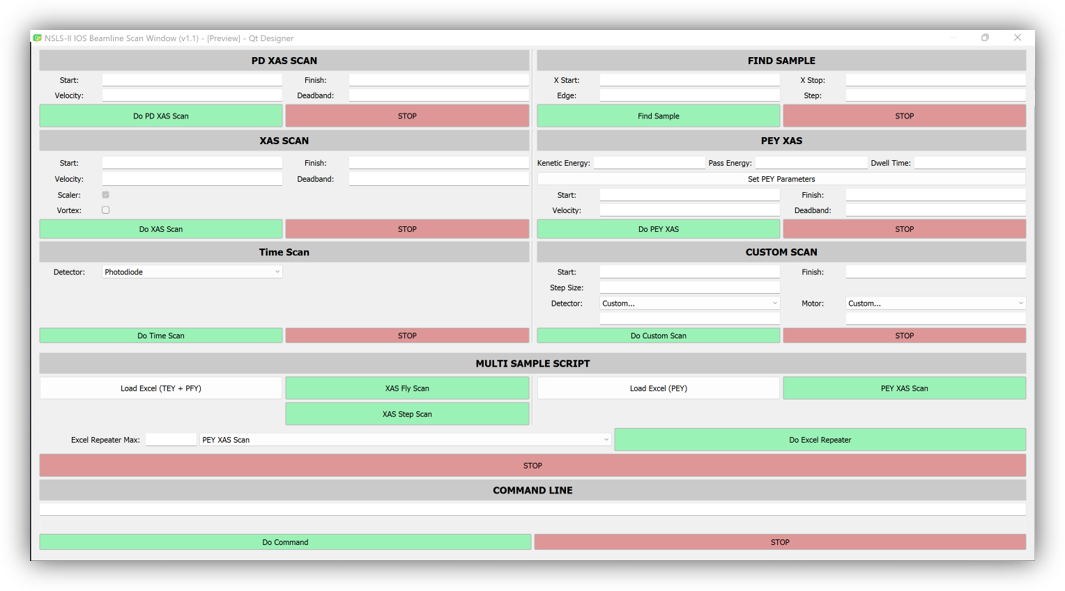 NSLS-II IOS Beamline Scan Window (v1.1) - [Preview] - Qt Designer
PD XAS SCAN
Start: Finish:
Velocity: Deadband:
Do PD XAS Scan STOP
FIND SAMPLE
X Start: X Stop:
Edge: Step:
Find Sample STOP
XAS SCAN
Start: Finish:
Velocity: Deadband:
Scaler:
Vortex:
Do XAS Scan STOP
PEY XAS
Kenetic Energy: Pass Energy: Dwell Time:
Set PEY Parameters
Start: Finish:
Velocity: Deadband:
Do PEY XAS STOP
Time Scan
Detector: Photodiode
Do Time Scan STOP
CUSTOM SCAN
Start: Finish:
Step Size:
Detector: Custom... Motor: Custom...
Do Custom Scan STOP
MULTI SAMPLE SCRIPT
Load Excel (TEY + PFY) XAS Fly Scan Load Excel (PEY) PEY XAS Scan
XAS Step Scan
Excel Repeater Max: PEY XAS Scan Do Excel Repeater
STOP
COMMAND LINE
Do Command STOP